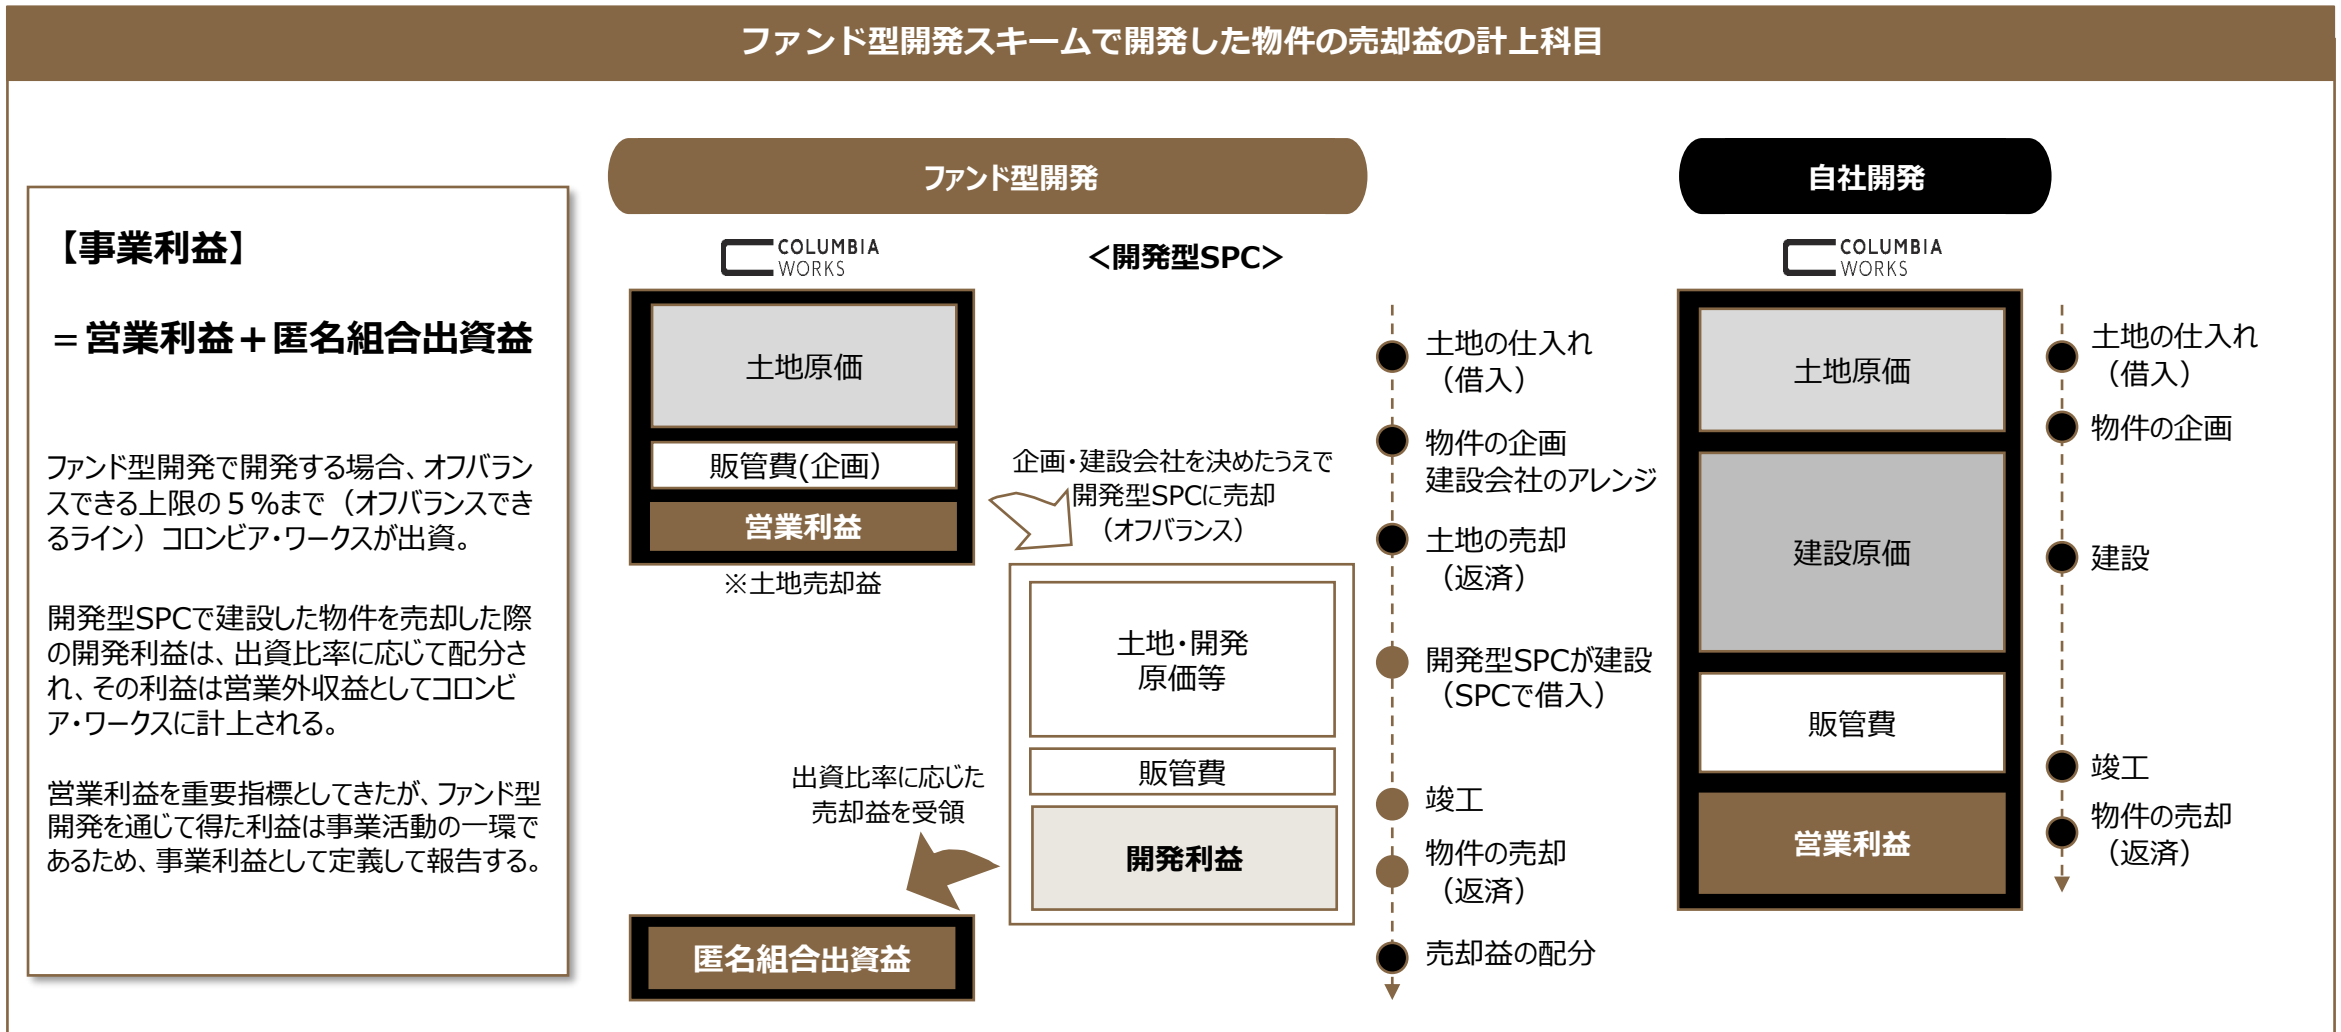 ファンド型開発スキームで開発した物件の売却益の計上科目
【事業利益】
＝営業利益＋匿名組合出資益
ファンド型開発で開発する場合、オフバラン
スできる上限の５％まで（オフバランスでき
るライン）コロンビア・ワークスが出資。
開発型SPCで建設した物件を売却した際
の開発利益は、出資比率に応じて配分さ
れ、その利益は営業外収益としてコロンビ
ア・ワークスに計上される。
営業利益を重要指標としてきたが、ファンド型
開発を通じて得た利益は事業活動の一環で
あるため、事業利益として定義して報告する。
ファンド型開発
COLUMBIA
WORKS
土地原価
販管費(企画）
営業利益
※土地売却益
＜開発型SPC＞
企画・建設会社を決めたうえで
開発型SPCに売却
（オフバランス）
土地・開発
原価等
販管費
開発利益
出資比率に応じた
売却益を受領
匿名組合出資益
土地の仕入れ
（借入）
物件の企画
建設会社のアレンジ
土地の売却
（返済）
開発型SPCが建設
（SPCで借入）
竣工
物件の売却
（返済）
売却益の配分
自社開発
COLUMBIA
WORKS
土地原価
建設原価
販管費
営業利益
土地の仕入れ
（借入）
物件の企画
建設
竣工
物件の売却
（返済）